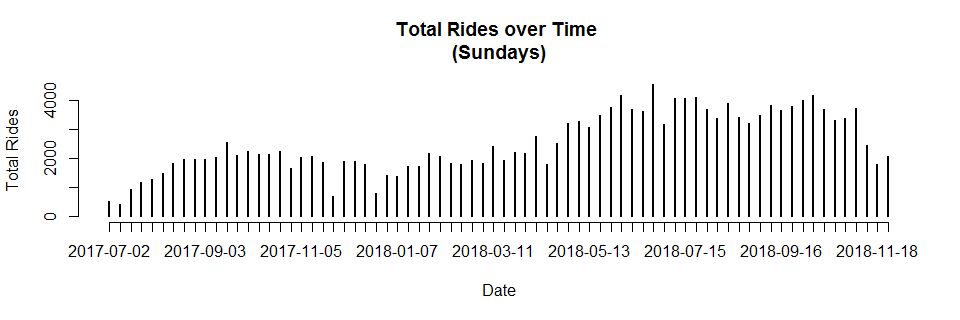 Total Rides over Time
(Sundays)
Total Rides
4000
2000
0
2017-07-02 2017-09-03 2017-11-05 2018-01-07 2018-03-11 2018-05-13 2018-07-15 2018-09-16 2018-11-18
Date